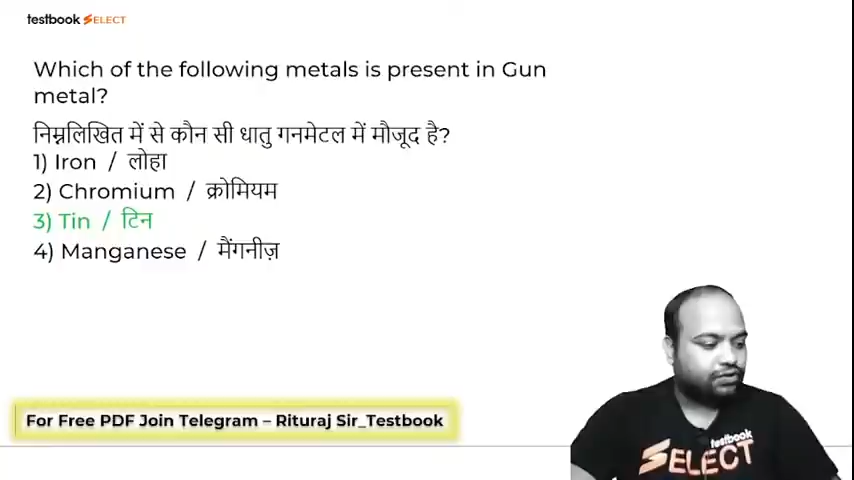 testbook SELECT
Which of the following metals is present in Gun
metal?
निम्नलिखित में से कौन सी धातु गनमेटल में मौजूद है?
1) Iron / लोहा
2) Chromium / क्रोमियम
3) Tin / टिन
4) Manganese / मैंगनीज़
For Free PDF Join Telegram – Rituraj Sir_Testbook
testbook
SELECT